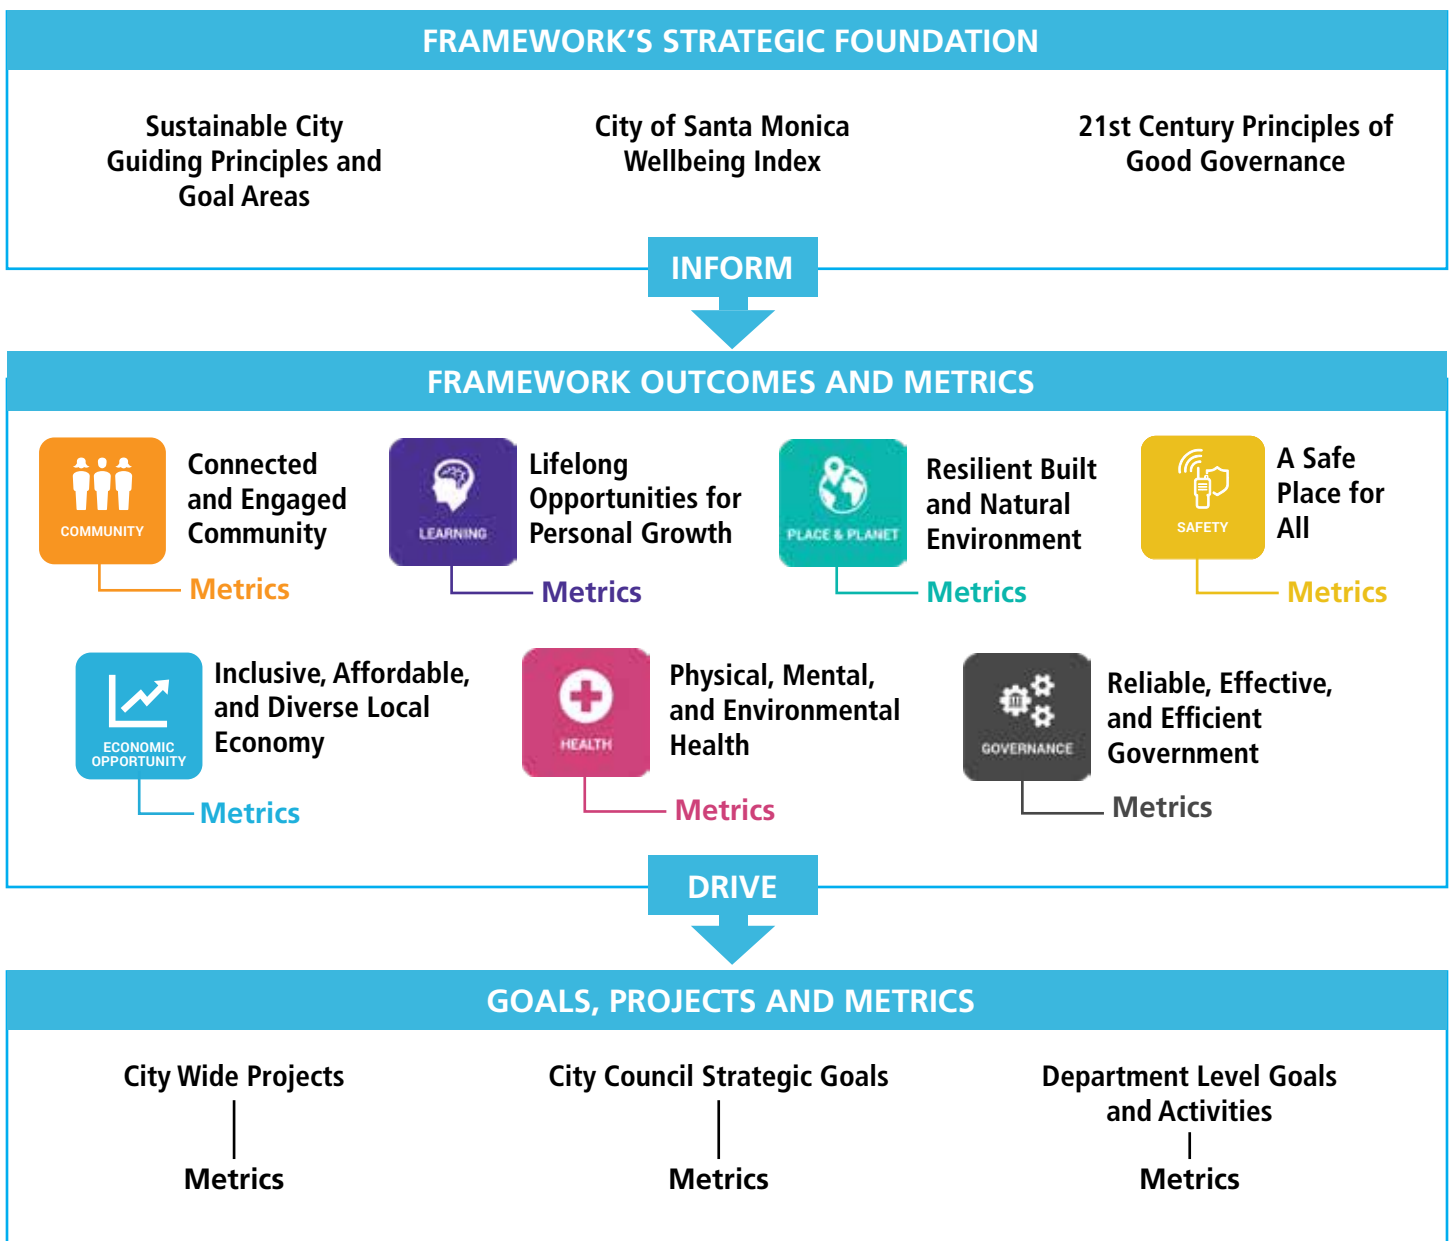 FRAMEWORK'S STRATEGIC FOUNDATION
Sustainable City
Guiding Principles and
Goal Areas
City of Santa Monica
Wellbeing Index
21st Century Principles of
Good Governance
INFORM
FRAMEWORK OUTCOMES AND METRICS
COMMUNITY
Connected
and Engaged
Community
Metrics
LEARNING
Lifelong
Opportunities for
Personal Growth
Metrics
PLACE & PLANET
Resilient Built
and Natural
Environment
Metrics
SAFETY
A Safe
Place for
All
Metrics
ECONOMIC
OPPORTUNITY
Inclusive, Affordable,
and Diverse Local
Economy
Metrics
HEALTH
Physical, Mental,
and Environmental
Health
Metrics
GOVERNANCE
Reliable, Effective,
and Efficient
Government
Metrics
DRIVE
GOALS, PROJECTS AND METRICS
City Wide Projects
Metrics
City Council Strategic Goals
Metrics
Department Level Goals
and Activities
Metrics